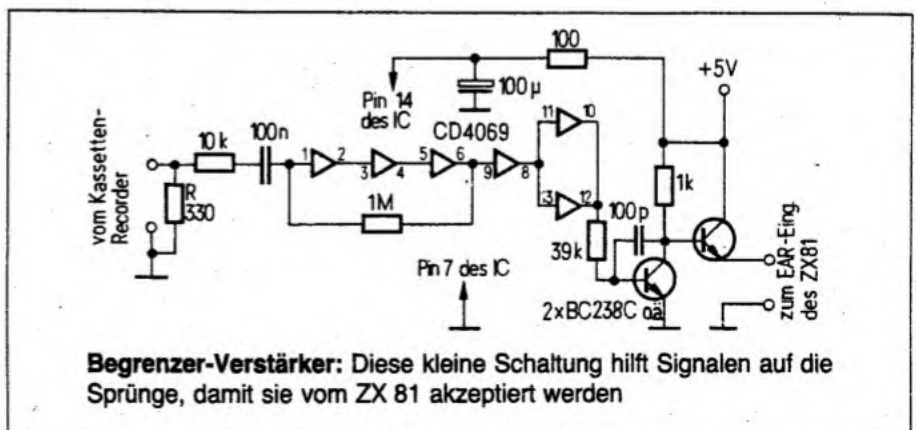 100
+5V
100µ
Pin 14
des IC
CD4069
11 10
10k
100n
1 2
3 4
5 6
9 8
13 12
vom Kassetten-
Recorder
R
330
1M
100p
1k
39k
Pin 7 des IC
2xBC238C oä
zum EAR-Eing.
des ZX81
Begrenzer-Verstärker: Diese kleine Schaltung hilft Signalen auf die
Sprünge, damit sie vom ZX 81 akzeptiert werden